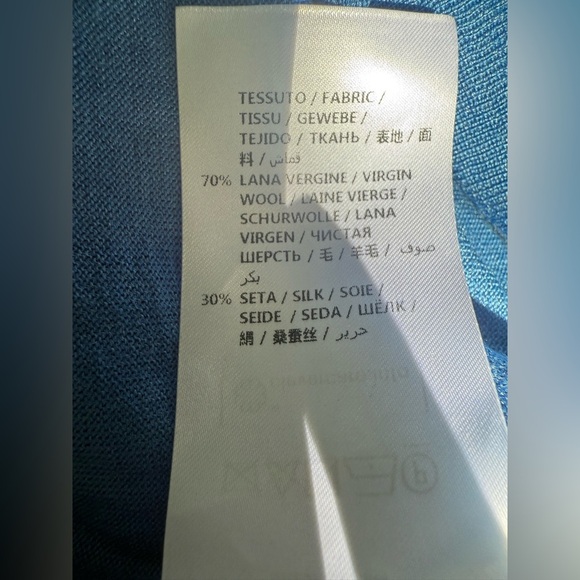 TESSUTO / FABRIC /
TISSU / GEWEBE /
TEJIDO / ТКАНЬ / 表地 / 面
料 / قماش
70% LANA VERGINE / VIRGIN
WOOL / LAINE VIERGE /
SCHURWOLLE / LANA
VIRGEN / ЧИСТАЯ
ШЕРСТЬ / 毛 / 羊毛 / صوف
بكر
30% SETA / SILK / SOIE /
SEIDE / SEDA / ШЁЛК /
絹 / 桑蚕丝 / حرير